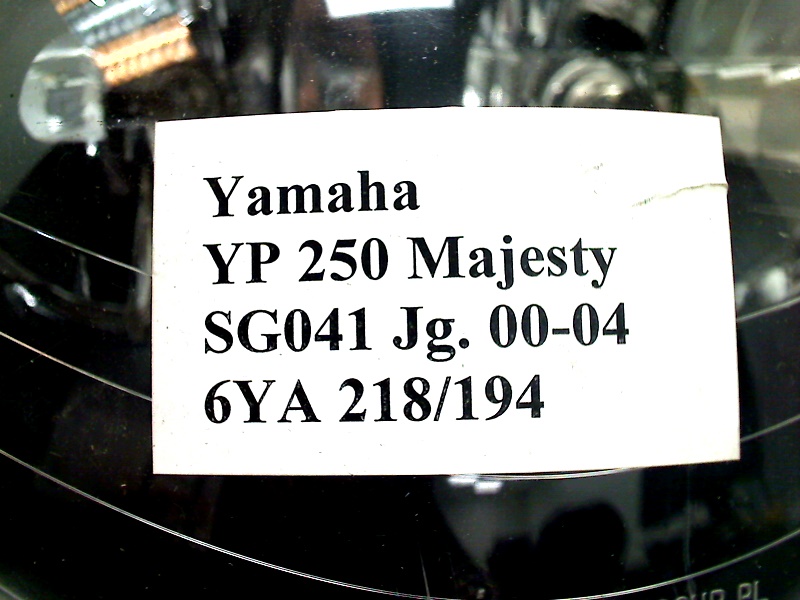 Yamaha
YP 250 Majesty
SG041 Jg. 00-04
6YA 218/194